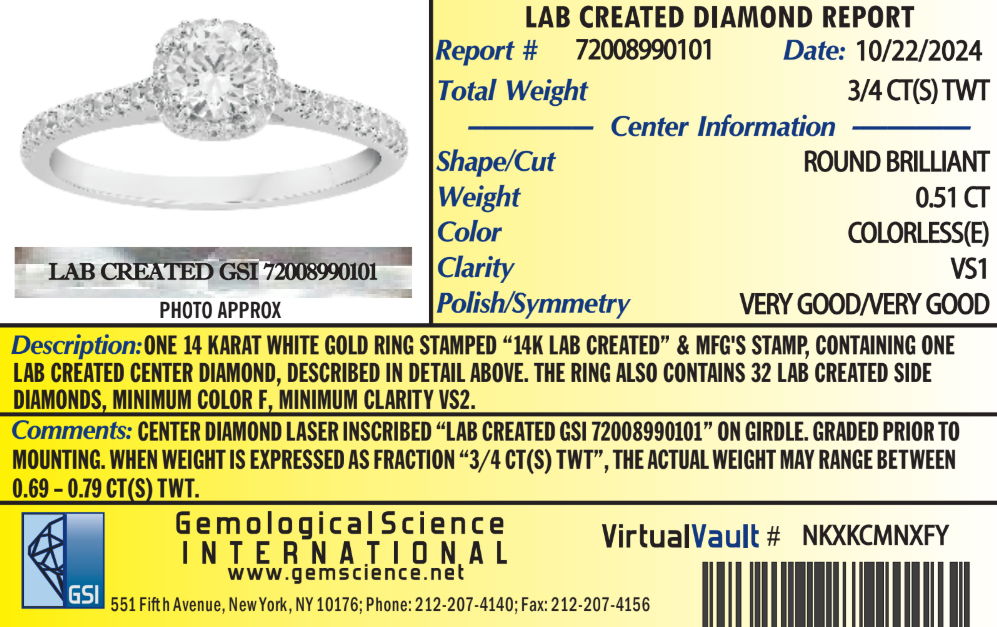 LAB CREATED DIAMOND REPORT
Report # 72008990101 Date: 10/22/2024
Total Weight 3/4 CT(S) TWT
Center Information
Shape/Cut ROUND BRILLIANT
Weight 0.51 CT
Color COLORLESS(E)
Clarity VS1
Polish/Symmetry VERY GOOD/VERY GOOD
LAB CREATED GSI 72008990101
PHOTO APPROX
Description: ONE 14 KARAT WHITE GOLD RING STAMPED “14K LAB CREATED” & MFG'S STAMP, CONTAINING ONE
LAB CREATED CENTER DIAMOND, DESCRIBED IN DETAIL ABOVE. THE RING ALSO CONTAINS 32 LAB CREATED SIDE
DIAMONDS, MINIMUM COLOR F, MINIMUM CLARITY VS2.
Comments: CENTER DIAMOND LASER INSCRIBED “LAB CREATED GSI 72008990101” ON GIRDLE. GRADED PRIOR TO
MOUNTING. WHEN WEIGHT IS EXPRESSED AS FRACTION “3/4 CT(S) TWT”, THE ACTUAL WEIGHT MAY RANGE BETWEEN
0.69 – 0.79 CT(S) TWT.
GSI
GemologicalScience
INTERNATIONAL
www.gemscience.net
551 Fifth Avenue, New York, NY 10176; Phone: 212-207-4140; Fax: 212-207-4156
VirtualVault # NKXKCMNXFY